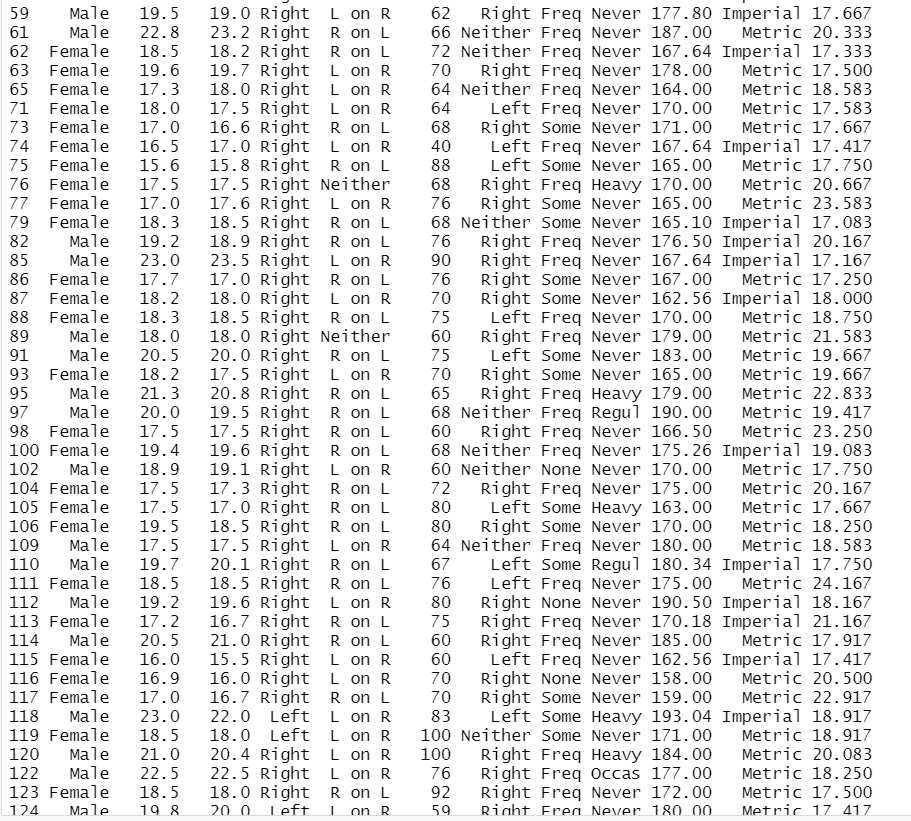 59 Male 19.5 19.0 Right L on R 62 Right Freq Never 177.80 Imperial 17.667
61 Male 22.8 23.2 Right R on L 66 Neither Freq Never 187.00 Metric 20.333
62 Female 18.5 18.2 Right R on L 72 Neither Freq Never 167.64 Imperial 17.333
63 Female 19.6 19.7 Right L on R 70 Right Freq Never 178.00 Metric 17.500
65 Female 17.3 18.0 Right L on R 64 Neither Freq Never 164.00 Metric 18.583
71 Female 18.0 17.5 Right L on R 64 Left Freq Never 170.00 Metric 17.583
73 Female 17.0 16.6 Right R on L 68 Right Some Never 171.00 Metric 17.667
74 Female 16.5 17.0 Right L on R 40 Left Freq Never 167.64 Imperial 17.417
75 Female 15.6 15.8 Right R on L 88 Left Some Never 165.00 Metric 17.750
76 Female 17.5 17.5 Right Neither 68 Right Freq Heavy 170.00 Metric 20.667
77 Female 17.0 17.6 Right L on R 76 Right Some Never 165.00 Metric 23.583
79 Female 18.3 18.5 Right R on L 68 Neither Some Never 165.10 Imperial 17.083
82 Male 19.2 18.9 Right R on L 76 Right Freq Never 176.50 Imperial 20.167
85 Male 23.0 23.5 Right R on L 90 Right Freq Never 167.64 Imperial 17.167
86 Female 17.7 17.0 Right R on L 76 Right Some Never 167.00 Metric 17.250
87 Female 18.2 18.0 Right L on R 70 Right Some Never 162.56 Imperial 18.000
88 Female 18.3 18.5 Right R on L 75 Left Freq Never 170.00 Metric 18.750
89 Male 18.0 18.0 Right Neither 60 Right Freq Never 179.00 Metric 21.583
91 Male 20.5 20.0 Right R on L 75 Left Some Never 183.00 Metric 19.667
93 Female 18.2 17.5 Right L on R 70 Right Some Never 165.00 Metric 19.667
95 Male 21.3 20.8 Right R on L 65 Right Freq Heavy 179.00 Metric 22.833
97 Male 20.0 19.5 Right R on L 68 Neither Freq Regul 190.00 Metric 19.417
98 Female 17.5 17.5 Right R on L 60 Right Freq Never 166.50 Metric 23.250
100 Female 19.4 19.6 Right R on L 68 Neither Freq Never 175.26 Imperial 19.083
102 Male 18.9 19.1 Right L on R 60 Neither None Never 170.00 Metric 17.750
104 Female 17.5 17.3 Right R on L 72 Right Freq Never 175.00 Metric 20.167
105 Female 17.5 17.0 Right R on L 80 Left Some Heavy 163.00 Metric 17.667
106 Female 19.5 18.5 Right R on L 80 Right Some Never 170.00 Metric 18.250
109 Male 17.5 17.5 Right L on R 64 Neither Freq Never 180.00 Metric 18.583
110 Male 19.7 20.1 Right R on L 67 Left Some Regul 180.34 Imperial 17.750
111 Female 18.5 18.5 Right R on L 76 Left Freq Never 175.00 Metric 24.167
112 Male 19.2 19.6 Right L on R 80 Right None Never 190.50 Imperial 18.167
113 Female 17.2 16.7 Right R on L 75 Right Freq Never 170.18 Imperial 21.167
114 Male 20.5 21.0 Right R on L 60 Right Freq Never 185.00 Metric 17.917
115 Female 16.0 15.5 Right L on R 60 Left Freq Never 162.56 Imperial 17.417
116 Female 16.9 16.0 Right L on R 70 Right None Never 158.00 Metric 20.500
117 Female 17.0 16.7 Right R on L 70 Right Some Never 159.00 Metric 22.917
118 Male 23.0 22.0 Left L on R 83 Left Some Heavy 193.04 Imperial 18.917
119 Female 18.5 18.0 Left L on R 100 Neither Some Never 171.00 Metric 18.917
120 Male 21.0 20.4 Right L on R 100 Right Freq Heavy 184.00 Metric 20.083
122 Male 22.5 22.5 Right L on R 76 Right Freq Occas 177.00 Metric 18.250
123 Female 18.5 18.0 Right L on R 92 Right Freq Never 172.00 Metric 17.500
124 Male 19.8 20.0 Left L on R 59 Right Freq Never 180.00 Metric 17.417